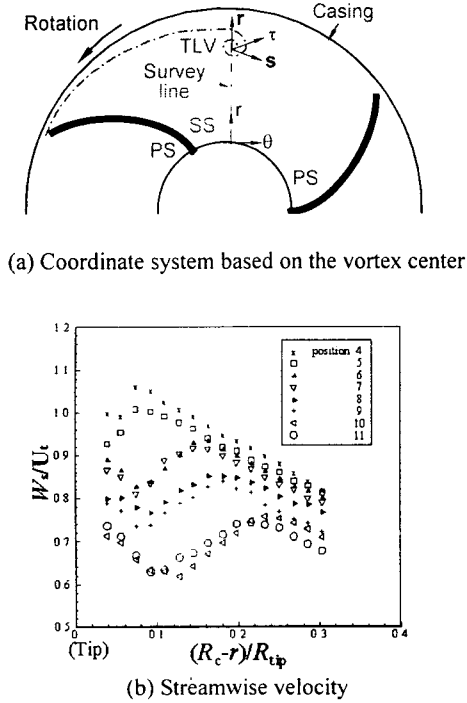 Rotation
Casing
r
TLV
τ
s
Survey
line
r
SS
θ
PS
PS
(a) Coordinate system based on the vortex center
1 2
1 1
1 0
0 9
0 8
0 7
0 6
0 5
W_s/U_t
position 4
5
6
7
8
9
10
11
0
0 1
0 2
0 3
0 4
(Tip)
(R_c-r)/R_tip
(b) Streamwise velocity